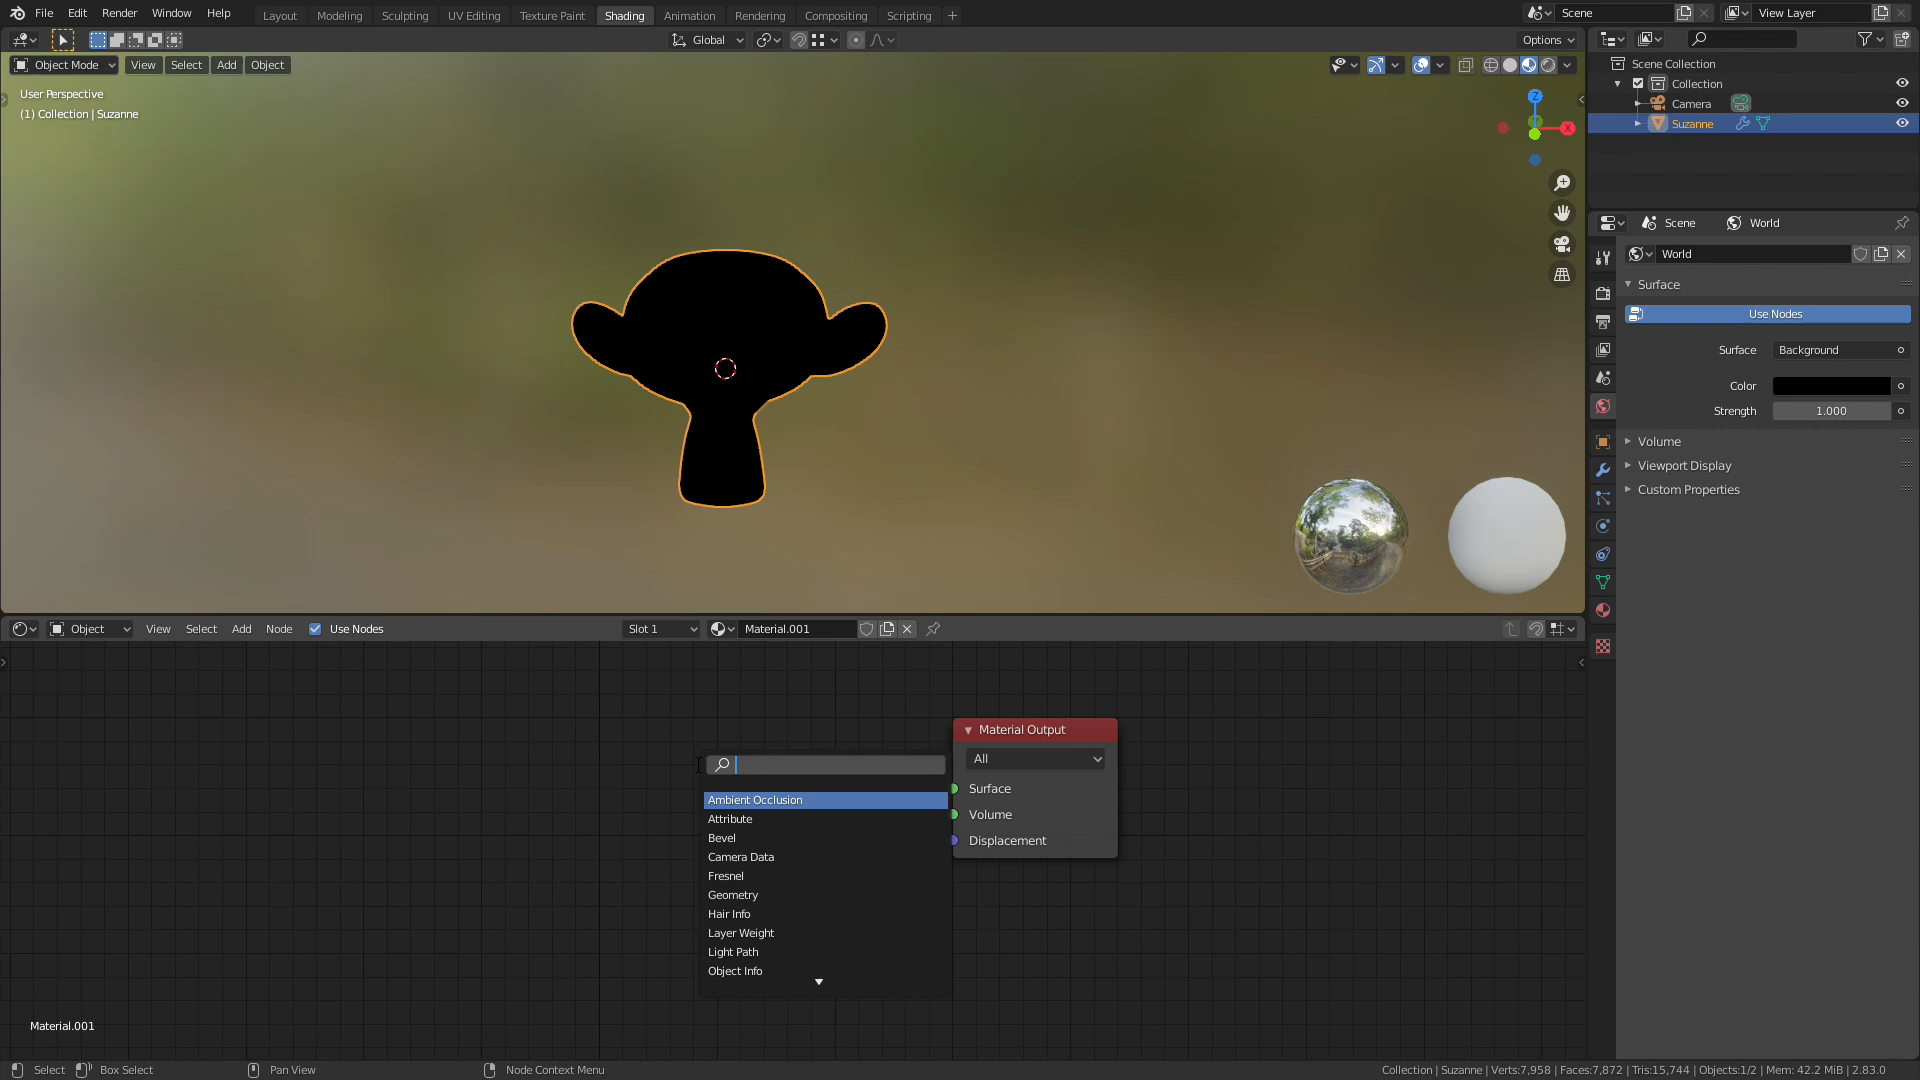 File Edit Render Window Help Layout Modeling Sculpting UV Editing Texture Paint Shading Animation Rendering Compositing Scripting + Scene View Layer
Global Options
Object Mode View Select Add Object
User Perspective
(1) Collection | Suzanne
Z
X
Scene Collection
Collection
Camera
Suzanne
Scene World
World
Surface
Use Nodes
Surface Background
Color
Strength 1.000
Volume
Viewport Display
Custom Properties
Object View Select Add Node Use Nodes Slot 1 Material.001
Material Output
All
Surface
Volume
Displacement
Ambient Occlusion
Attribute
Bevel
Camera Data
Fresnel
Geometry
Hair Info
Layer Weight
Light Path
Object Info
Material.001
Select Box Select Pan View Node Context Menu Collection | Suzanne | Verts:7,958 | Faces:7,872 | Tris:15,744 | Objects:1/2 | Mem: 42.2 MiB | 2.83.0